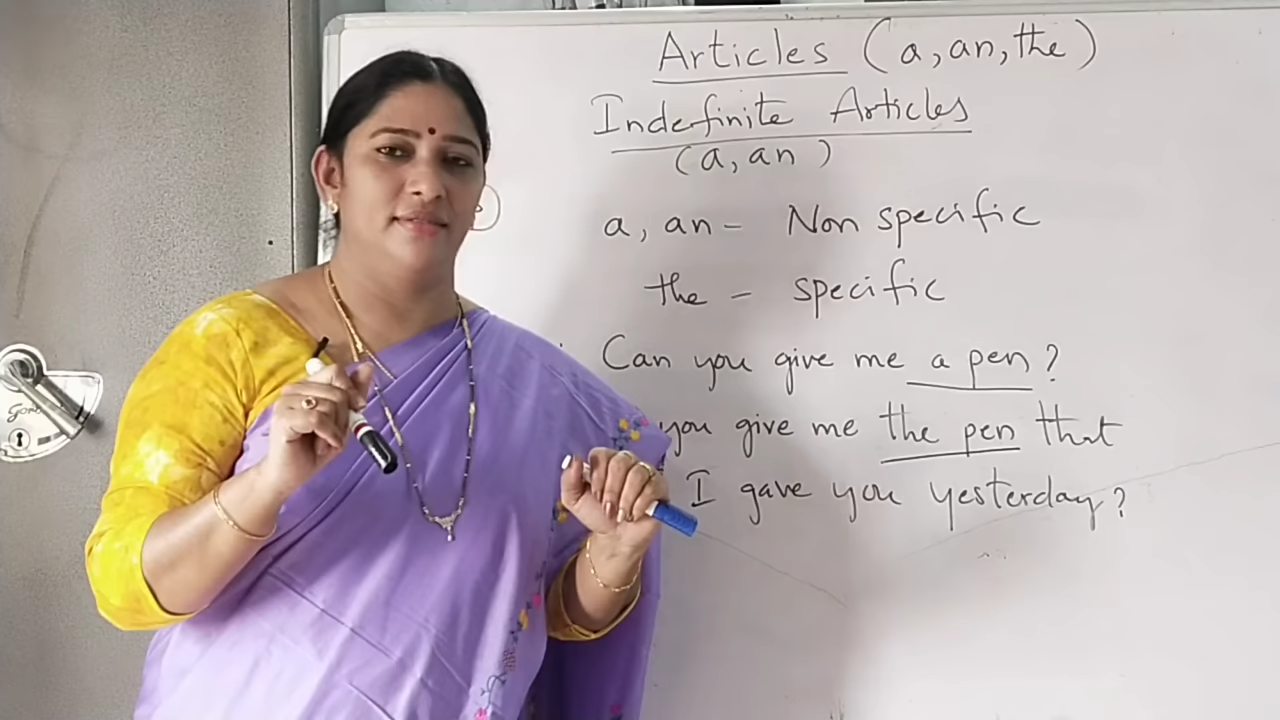 Articles (a, an, the)
Indefinite Articles
(a, an)
a, an - Non specific
the - specific
Can you give me a pen?
you give me the pen that
I gave you yesterday?